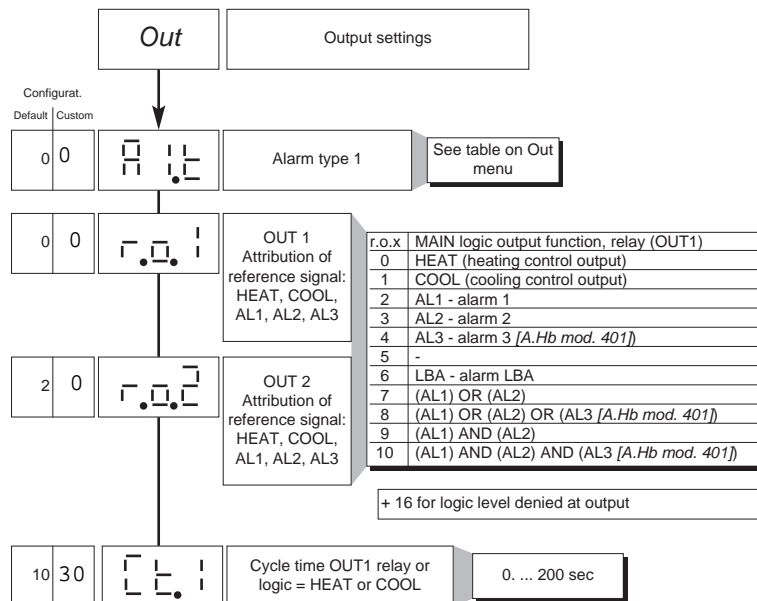 Out
Output settings
Configurat.
Default Custom
0 0
A1.t
Alarm type 1
See table on Out
menu
0 0
r.o.1
OUT 1
Attribution of
reference signal:
HEAT, COOL,
AL1, AL2, AL3
r.o.x MAIN logic output function, relay (OUT1)
0 HEAT (heating control output)
1 COOL (cooling control output)
2 AL1 - alarm 1
3 AL2 - alarm 2
4 AL3 - alarm 3 [A.Hb mod. 401])
5 -
6 LBA - alarm LBA
7 (AL1) OR (AL2)
8 (AL1) OR (AL2) OR (AL3 [A.Hb mod. 401])
9 (AL1) AND (AL2)
10 (AL1) AND (AL2) AND (AL3 [A.Hb mod. 401])
2 0
r.o.2
OUT 2
Attribution of
reference signal:
HEAT, COOL,
AL1, AL2, AL3
+ 16 for logic level denied at output
10 30
Ct.1
Cycle time OUT1 relay or
logic = HEAT or COOL
0. ... 200 sec